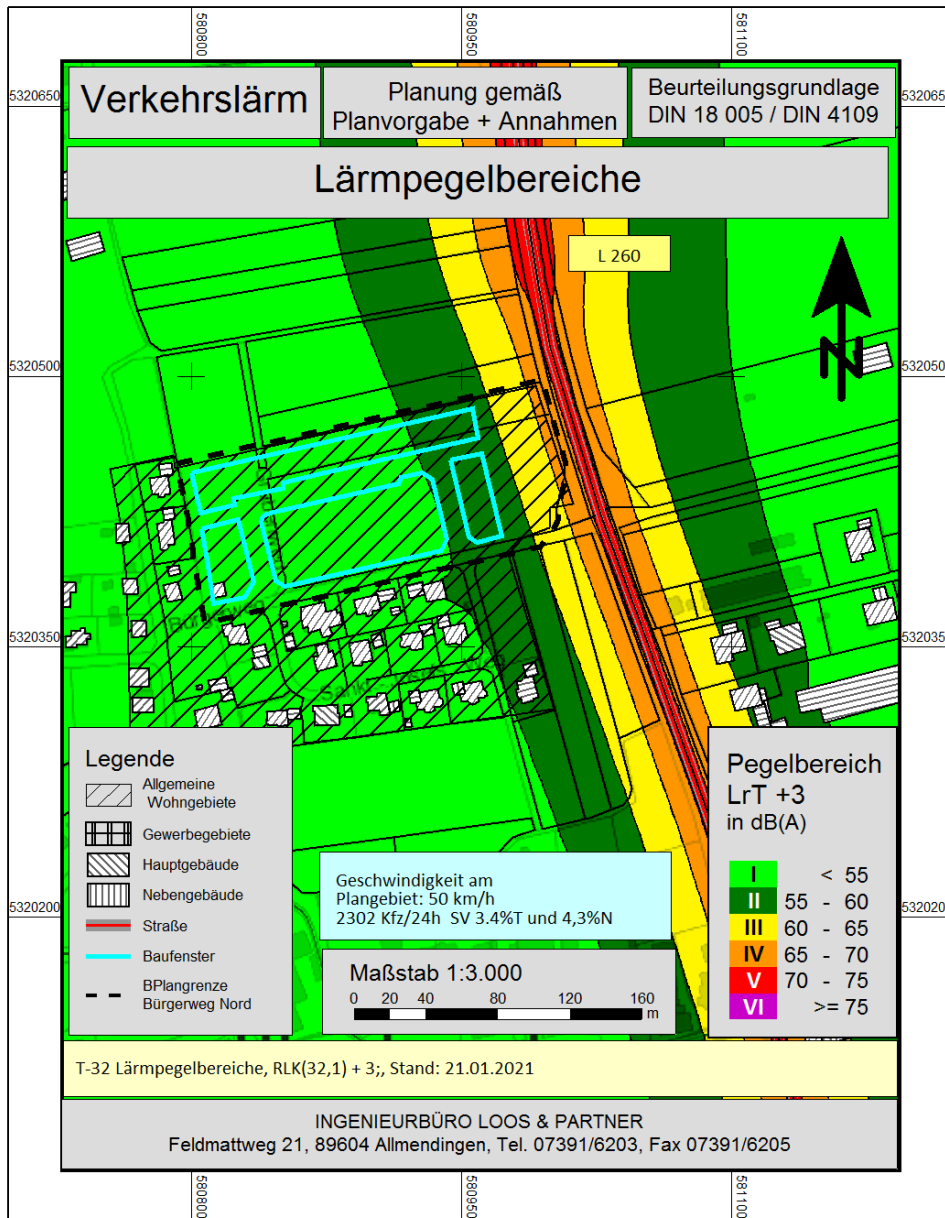 580800
580950
581100
Verkehrslärm
Planung gemäß
Planvorgabe + Annahmen
Beurteilungsgrundlage
DIN 18 005 / DIN 4109
5320650
5320650
Lärmpegelbereiche
L 260
N
5320500
5320500
5320350
5320350
Legende
Allgemeine
Wohngebiete
Gewerbegebiete
Hauptgebäude
Nebengebäude
Straße
Baufenster
BPlangrenze
Bürgerweg Nord
Geschwindigkeit am
Plangebiet: 50 km/h
2302 Kfz/24h SV 3.4%T und 4,3%N
Maßstab 1:3.000
0 20 40 80 120 160
m
Pegelbereich
LrT +3
in dB(A)
I < 55
II 55 - 60
III 60 - 65
IV 65 - 70
V 70 - 75
VI >= 75
5320200
5320200
T-32 Lärmpegelbereiche, RLK(32,1) + 3;, Stand: 21.01.2021
INGENIEURBÜRO LOOS & PARTNER
Feldmattweg 21, 89604 Allmendingen, Tel. 07391/6203, Fax 07391/6205
580800
580950
581100